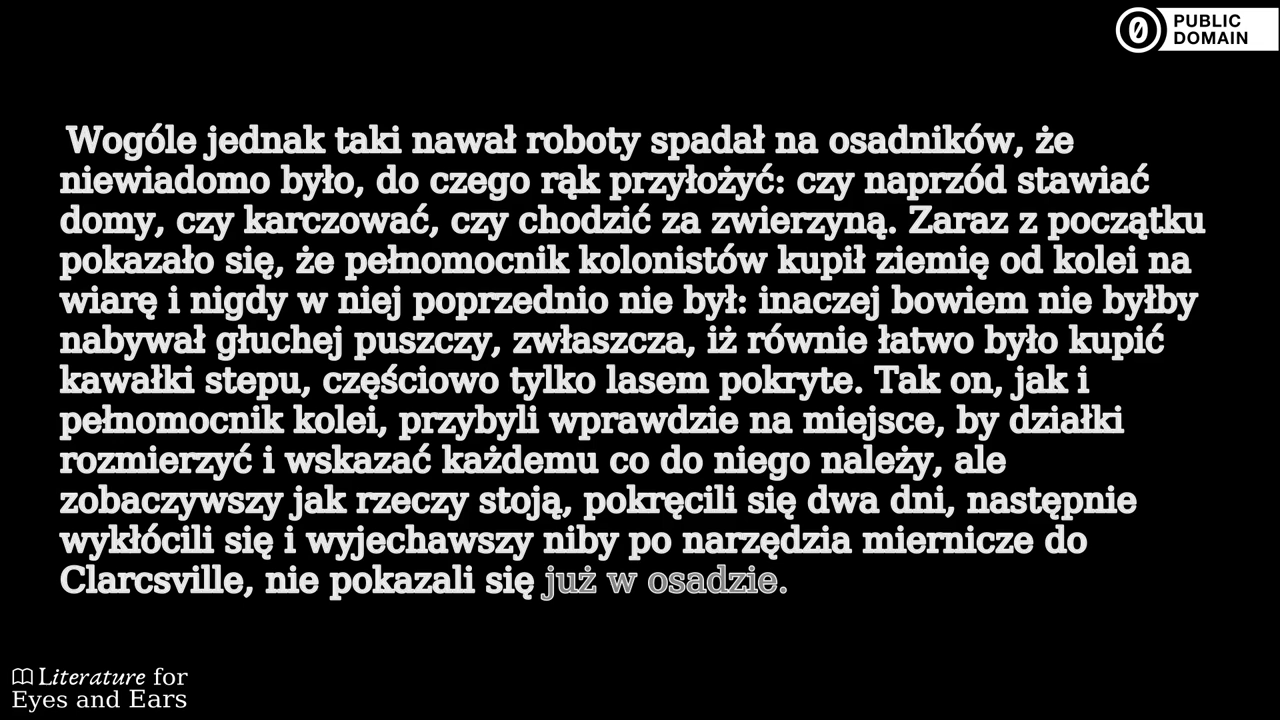 PUBLIC
DOMAIN
Wogóle jednak taki nawał roboty spadał na osadników, że
niewiadomo było, do czego rąk przyłożyć: czy naprzód stawiać
domy, czy karczować, czy chodzić za zwierzyną. Zaraz z początku
pokazało się, że pełnomocnik kolonistów kupił ziemię od kolei na
wiarę i nigdy w niej poprzednio nie był: inaczej bowiem nie byłby
nabywał głuchej puszczy, zwłaszcza, iż równie łatwo było kupić
kawałki stepu, częściowo tylko lasem pokryte. Tak on, jak i
pełnomocnik kolei, przybyli wprawdzie na miejsce, by działki
rozmierzyć i wskazać każdemu co do niego należy, ale
zobaczywszy jak rzeczy stoją, pokręcili się dwa dni, następnie
wykłócili się i wyjechawszy niby po narzędzia miernicze do
Clarcsville, nie pokazali się już w osadzie.
Literature for
Eyes and Ears